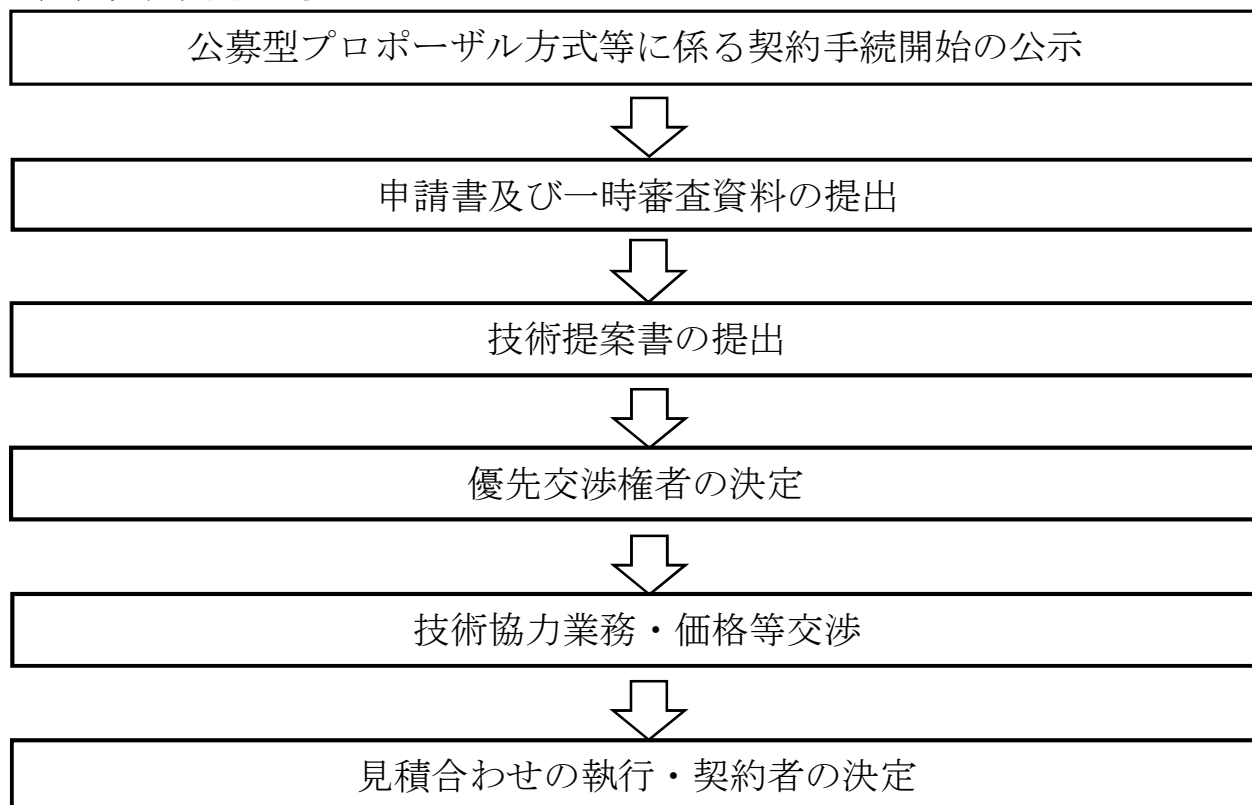 公募型プロポーザル方式等に係る契約手続開始の公示
申請書及び一時審査資料の提出
技術提案書の提出
優先交渉権者の決定
技術協力業務・価格等交渉
見積合わせの執行・契約者の決定